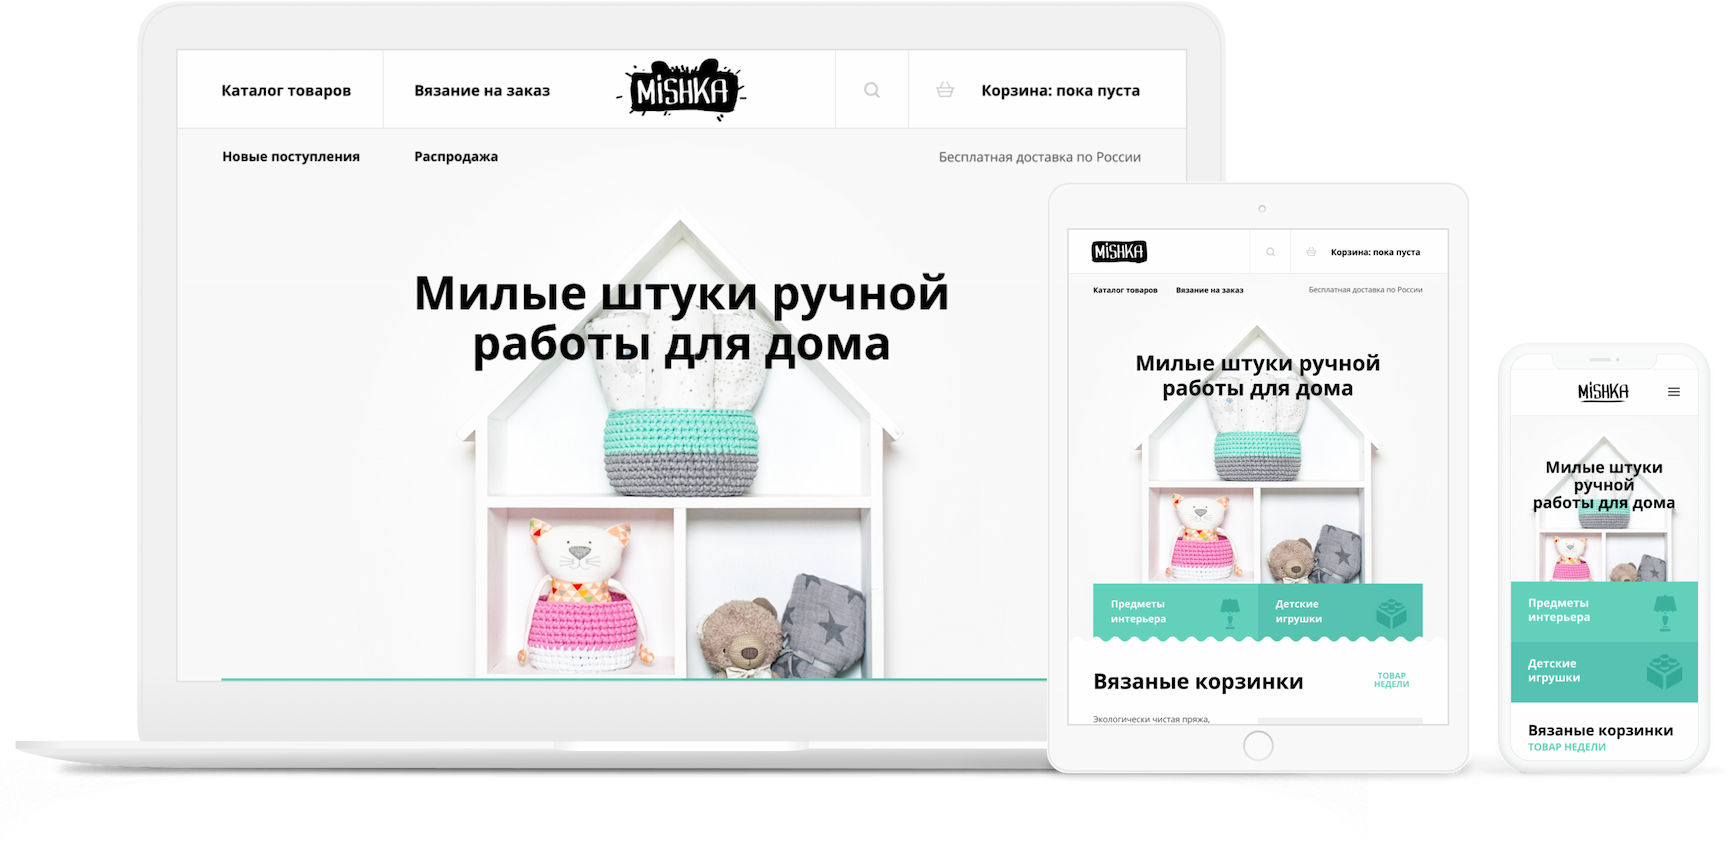 Каталог товаров
Вязание на заказ
MiSHKA
Корзина: пока пуста
Новые поступления
Распродажа
Бесплатная доставка по России
Милые штуки ручной
работы для дома
MiSHKA
Корзина: пока пуста
Каталог товаров
Вязание на заказ
Бесплатная доставка по России
Милые штуки ручной
работы для дома
Предметы
интерьера
Детские
игрушки
Вязаные корзинки
ТОВАР
НЕДЕЛИ
Экологически чистая пряжа,
MiSHKA
Милые штуки
ручной
работы для дома
Предметы
интерьера
Детские
игрушки
Вязаные корзинки
ТОВАР НЕДЕЛИ